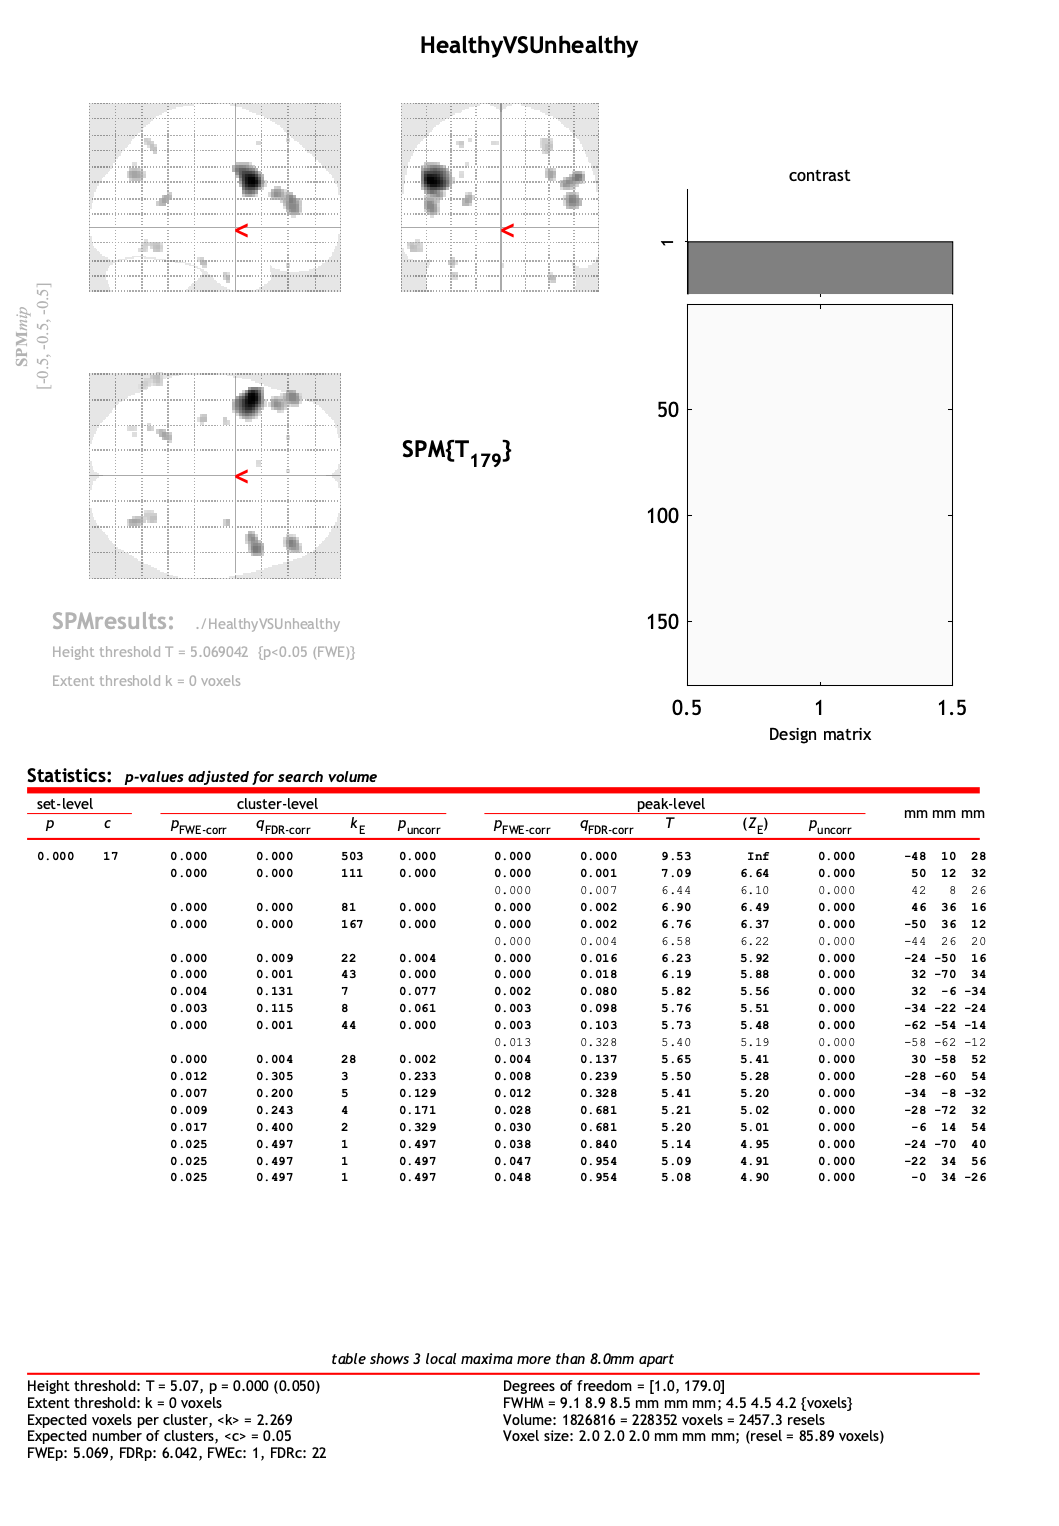 HealthyVSUnhealthy
<
<
<
SPMmip
[-0.5, -0.5, -0.5]
SPM{T179}
contrast
1
50
100
150
0.5 1 1.5
Design matrix
SPMresults: ./HealthyVSUnhealthy
Height threshold T = 5.069042 {p<0.05 (FWE)}
Extent threshold k = 0 voxels
Statistics: p-values adjusted for search volume
set-level cluster-level peak-level
p c pFWE-corr qFDR-corr kE puncorr pFWE-corr qFDR-corr T (ZE) puncorr mm mm mm
0.000 17 0.000 0.000 503 0.000 0.000 0.000 9.53 Inf 0.000 -48 10 28
0.000 0.000 111 0.000 0.000 0.001 7.09 6.64 0.000 50 12 32
0.000 0.007 6.44 6.10 0.000 42 8 26
0.000 0.000 81 0.000 0.000 0.002 6.90 6.49 0.000 46 36 16
0.000 0.000 167 0.000 0.000 0.002 6.76 6.37 0.000 -50 36 12
0.000 0.004 6.58 6.22 0.000 -44 26 20
0.000 0.009 22 0.004 0.000 0.016 6.23 5.92 0.000 -24 -50 16
0.000 0.001 43 0.000 0.000 0.018 6.19 5.88 0.000 32 -70 34
0.004 0.131 7 0.077 0.002 0.080 5.82 5.56 0.000 32 -6 -34
0.003 0.115 8 0.061 0.003 0.098 5.76 5.51 0.000 -34 -22 -24
0.000 0.001 44 0.000 0.003 0.103 5.73 5.48 0.000 -62 -54 -14
0.013 0.328 5.40 5.19 0.000 -58 -62 -12
0.000 0.004 28 0.002 0.004 0.137 5.65 5.41 0.000 30 -58 52
0.012 0.305 3 0.233 0.008 0.239 5.50 5.28 0.000 -28 -60 54
0.007 0.200 5 0.129 0.012 0.328 5.41 5.20 0.000 -34 -8 -32
0.009 0.243 4 0.171 0.028 0.681 5.21 5.02 0.000 -28 -72 32
0.017 0.400 2 0.329 0.030 0.681 5.20 5.01 0.000 -6 14 54
0.025 0.497 1 0.497 0.038 0.840 5.14 4.95 0.000 -24 -70 40
0.025 0.497 1 0.497 0.047 0.954 5.09 4.91 0.000 -22 34 56
0.025 0.497 1 0.497 0.048 0.954 5.08 4.90 0.000 -0 34 -26
table shows 3 local maxima more than 8.0mm apart
Height threshold: T = 5.07, p = 0.000 (0.050)
Extent threshold: k = 0 voxels
Expected voxels per cluster, <k> = 2.269
Expected number of clusters, <c> = 0.05
FWEp: 5.069, FDRp: 6.042, FWEc: 1, FDRc: 22
Degrees of freedom = [1.0, 179.0]
FWHM = 9.1 8.9 8.5 mm mm mm; 4.5 4.5 4.2 {voxels}
Volume: 1826816 = 228352 voxels = 2457.3 resels
Voxel size: 2.0 2.0 2.0 mm mm mm; (resel = 85.89 voxels)